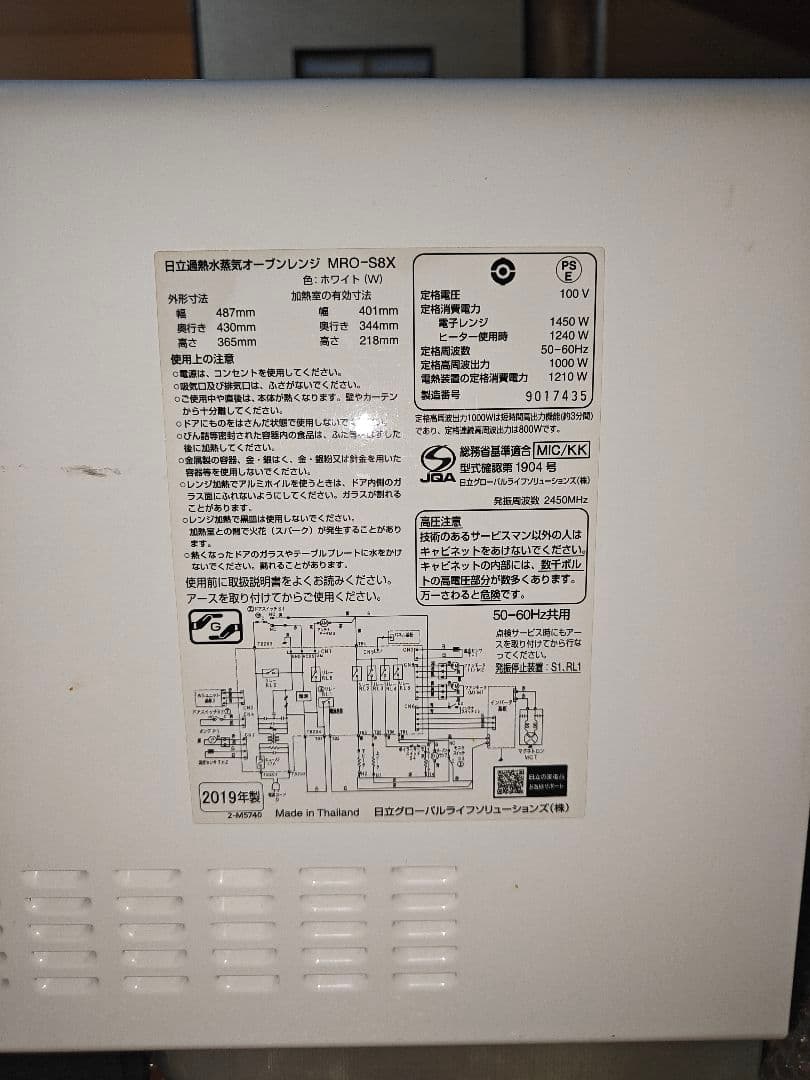 日立過熱水蒸気オーブンレンジ MRO-S8X
色：ホワイト（W）
外形寸法
幅 487mm
奥行き 430mm
高さ 365mm
加熱室の有効寸法
幅 401mm
奥行き 344mm
高さ 218mm
使用上の注意
○電源は、コンセントを使用してください。
○吸気口及び排気口は、ふさがないでください。
○ご使用中や直後は、本体が熱くなります。壁やカーテン
から十分離してください。
○ドアにものをはさんだ状態で使用しない
○びん詰等密封された容器内の食品は、ふた
後に加熱してください。
○金属製の容器、金・銀はく、金・銀粉又は針金を用いた
容器等を使用しないでください。
○レンジ加熱でアルミホイルを使うときは、ドア内側のガ
ラス面にふれないようにしてください。ガラスが割れる
ことがあります。
○レンジ加熱で黒皿は使用しないでください。
加熱室との間で火花（スパーク）が発生することがあり
ます。
○熱くなったドアのガラスやテーブルプレートに水をかけ
ないでください。割れることがあります。
使用前に取扱説明書をよくお読みください。
アースを取り付けてからご使用ください。
G
PS
E
定格電圧 100 V
定格消費電力
電子レンジ 1450 W
ヒーター使用時 1240 W
定格周波数 50-60Hz
定格高周波出力 1000 W
電熱装置の定格消費電力 1210 W
製造番号 9017435
定格高周波出力1000Wは短時間高出力機能（約3分間）
であり、定格連続高周波出力は800Wです。
JQA
総務省基準適合 MIC/KK
型式確認第 1904 号
日立グローバルライフソリューションズ（株）
発振周波数 2450MHz
高圧注意
技術のあるサービスマン以外の人は
キャビネットをあけないでください。
キャビネットの内部には、数千ボル
トの高電圧部分が数多くあります。
万一さわると危険です。
50-60Hz共用
点検サービス時にもアー
スを取り付けてから行な
ってください。
発振停止装置：S1、RL1
インバータ
マグネトロン
MGT
日立の家電品
お客様サポート
2019年製
2-M5740
Made in Thailand
日立グローバルライフソリューションズ（株）